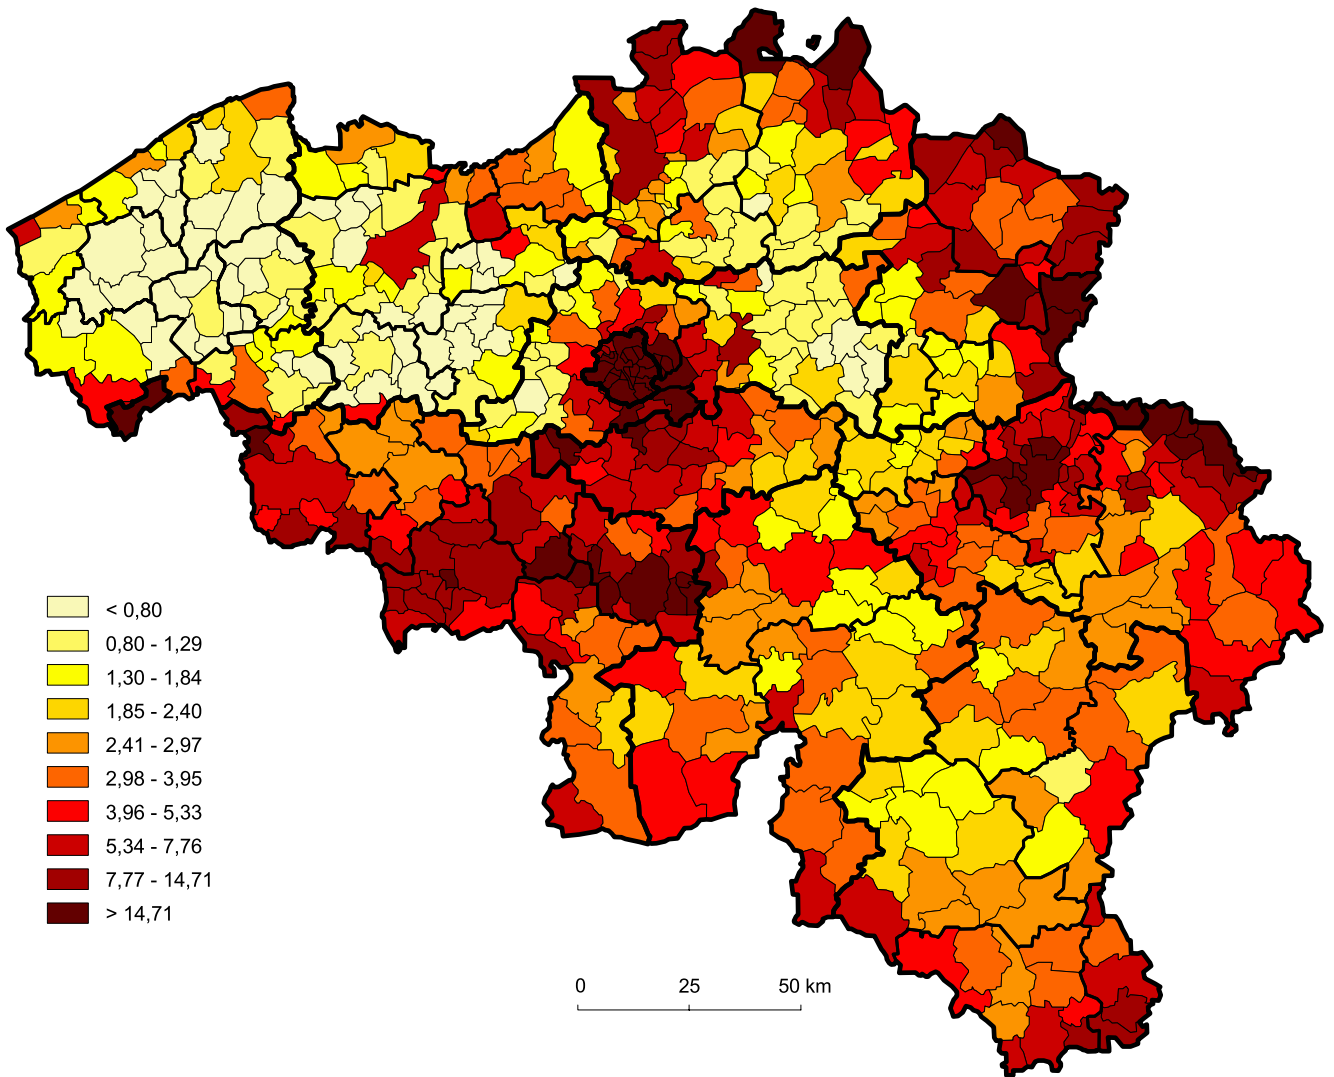 < 0,80
0,80 - 1,29
1,30 - 1,84
1,85 - 2,40
2,41 - 2,97
2,98 - 3,95
3,96 - 5,33
5,34 - 7,76
7,77 - 14,71
> 14,71
0 25 50 km